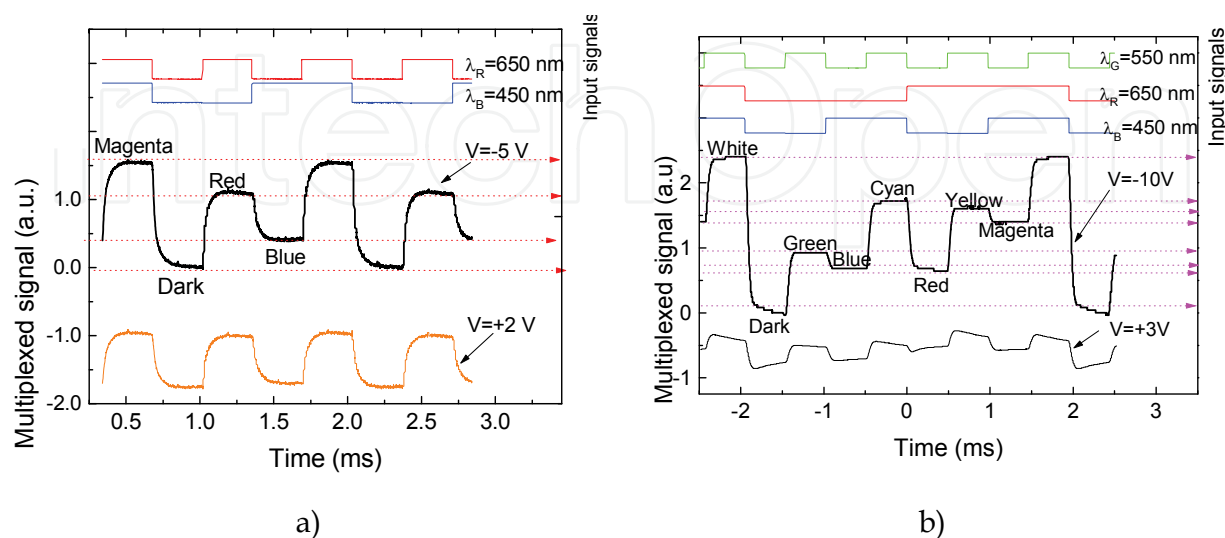 Input signals
λR=650 nm
λB=450 nm
Magenta
V=-5 V
Red
Blue
Dark
V=+2 V
Multiplexed signal (a.u.)
1.0
0.0
-1.0
-2.0
0.5 1.0 1.5 2.0 2.5 3.0
Time (ms)
a)
Input signals
λG=550 nm
λR=650 nm
λB=450 nm
White
V=-10V
Cyan
Yellow
Magenta
Green
Blue
Red
Dark
V=+3V
Multiplexed signal (a.u)
2
1
0
-1
-2 -1 0 1 2 3
Time (ms)
b)
ntechOpen